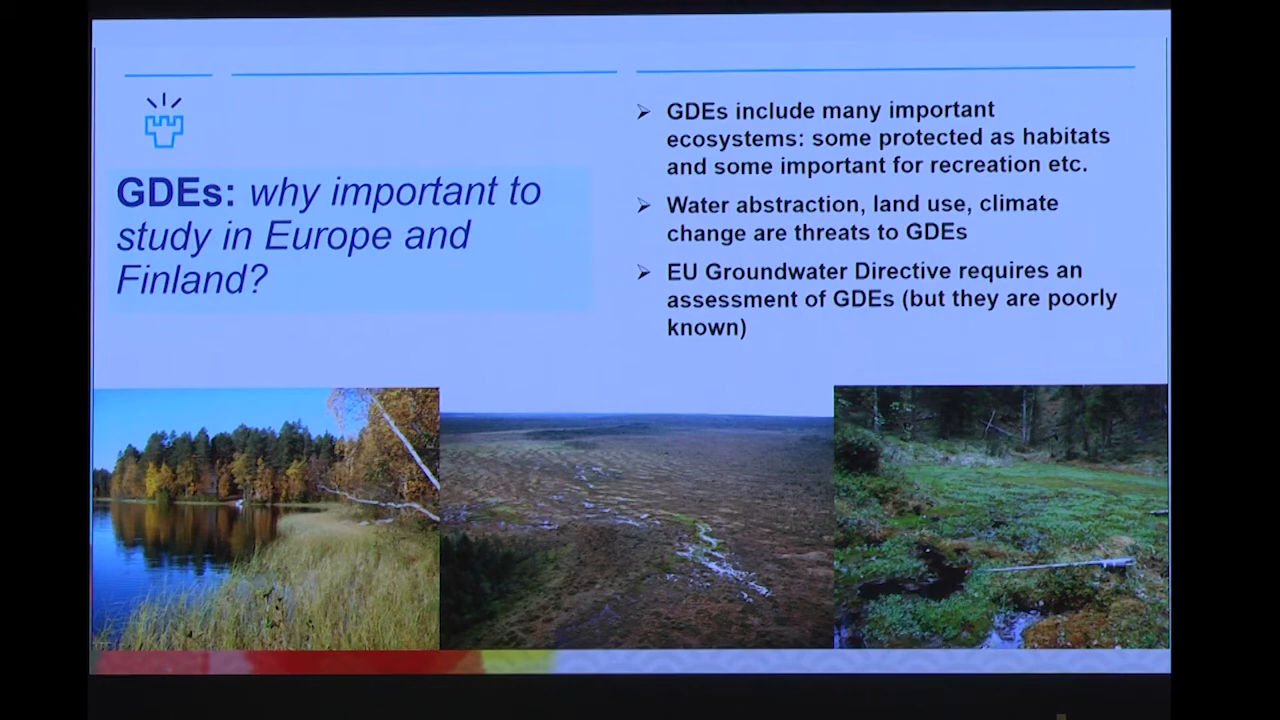 GDEs: why important to
study in Europe and
Finland?
GDEs include many important
ecosystems: some protected as habitats
and some important for recreation etc.
Water abstraction, land use, climate
change are threats to GDEs
EU Groundwater Directive requires an
assessment of GDEs (but they are poorly
known)